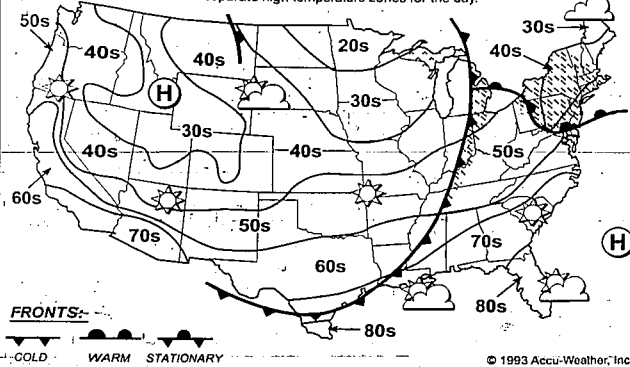 separate high temperature zones for the day.
50s
30s
40s
40s
20s
40s
H
30s
30s
40s
40s
50s
60s
50s
70s
60s
70s
H
80s
80s
FRONTS:
COLD WARM STATIONARY
© 1993 Accu-Weather, Inc